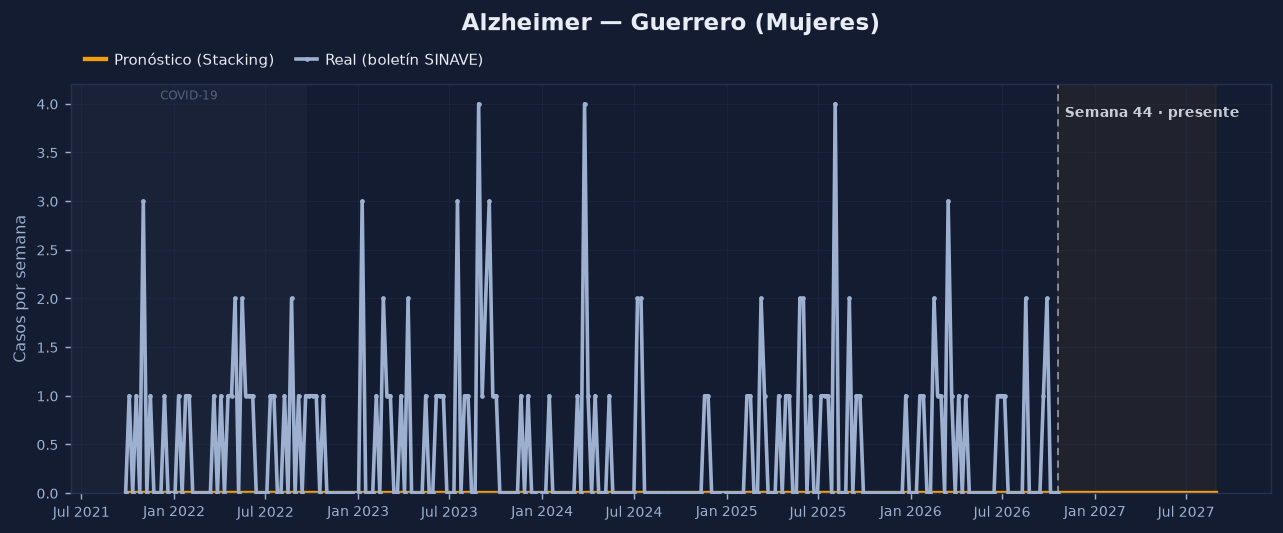 Alzheimer — Guerrero (Mujeres)
Pronóstico (Stacking)
Real (boletín SINAVE)
COVID-19
Semana 44 · presente
Casos por semana
4.0
3.5
3.0
2.5
2.0
1.5
1.0
0.5
0.0
Jul 2021
Jan 2022
Jul 2022
Jan 2023
Jul 2023
Jan 2024
Jul 2024
Jan 2025
Jul 2025
Jan 2026
Jul 2026
Jan 2027
Jul 2027